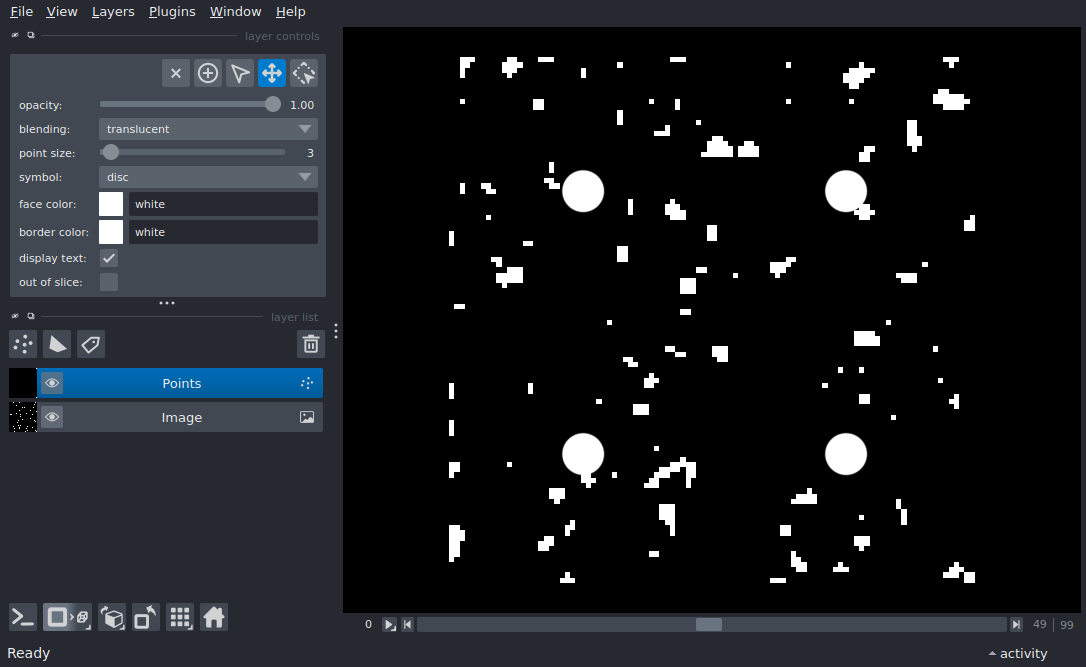 File View Layers Plugins Window Help
layer controls
opacity: 1.00
blending: translucent
point size: 3
symbol: disc
face color: white
border color: white
display text:
out of slice:
layer list
Points
Image
0 49 99
Ready activity